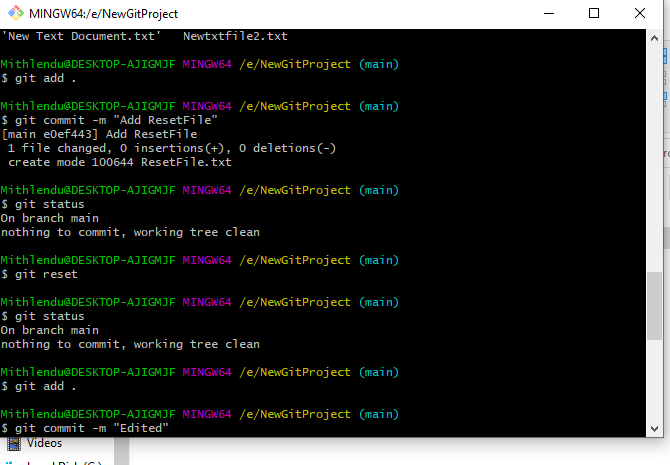 MINGW64:/e/NewGitProject
'New Text Document.txt'   Newtxtfile2.txt
Mithlendu@DESKTOP-AJIGMJF MINGW64 /e/NewGitProject (main)
$ git add .
Mithlendu@DESKTOP-AJIGMJF MINGW64 /e/NewGitProject (main)
$ git commit -m "Add ResetFile"
[main e0ef443] Add ResetFile
 1 file changed, 0 insertions(+), 0 deletions(-)
 create mode 100644 ResetFile.txt
Mithlendu@DESKTOP-AJIGMJF MINGW64 /e/NewGitProject (main)
$ git status
On branch main
nothing to commit, working tree clean
Mithlendu@DESKTOP-AJIGMJF MINGW64 /e/NewGitProject (main)
$ git reset
Mithlendu@DESKTOP-AJIGMJF MINGW64 /e/NewGitProject (main)
$ git status
On branch main
nothing to commit, working tree clean
Mithlendu@DESKTOP-AJIGMJF MINGW64 /e/NewGitProject (main)
$ git add .
Mithlendu@DESKTOP-AJIGMJF MINGW64 /e/NewGitProject (main)
$ git commit -m "Edited"
Videos